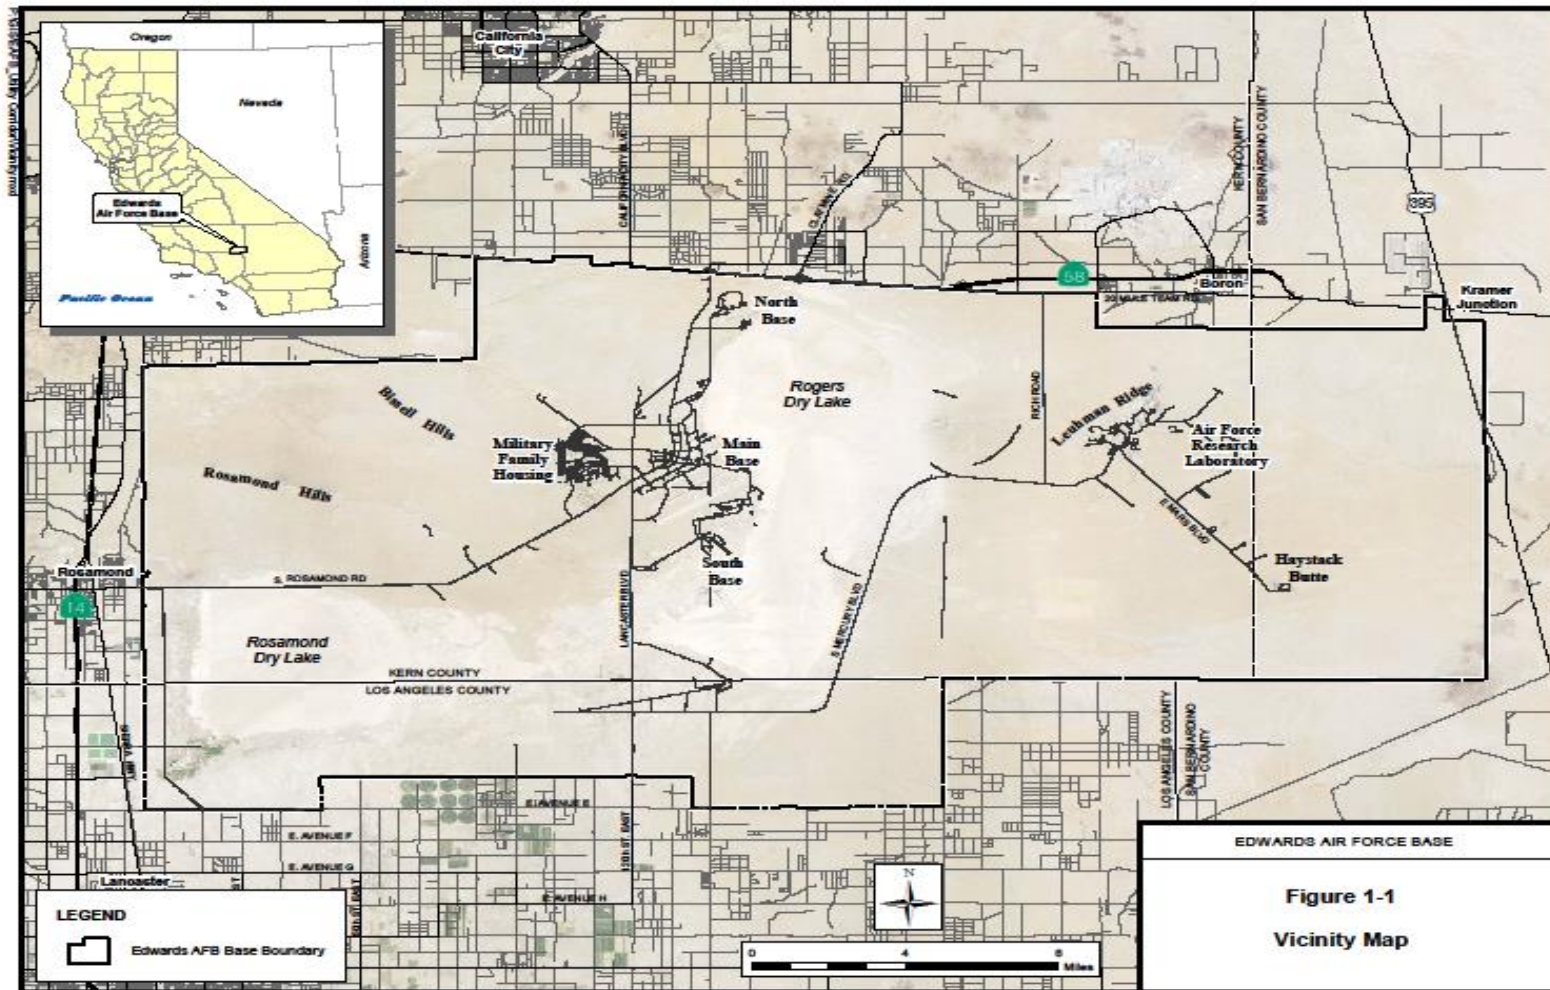 Oregon
Nevada
Edwards
Air Force Base
Arizona
Pacific Ocean
California
City
CALIFORNIA CITY BLVD
CLAY MINE RD
KERN COUNTY
SAN BERNARDINO COUNTY
395
58
Boron
20 MULE TEAM RD
Kramer
Junction
North
Base
Rogers
Dry Lake
Bissell Hills
RICH ROAD
Leuhman Ridge
Military
Family
Housing
Main
Base
Air Force
Research
Laboratory
Rosamond Hills
E MARS BLVD
South
Base
Haystack
Butte
Rosamond
S. ROSAMOND RD
14
LANCASTER BLVD
S MERCURY BLVD
Rosamond
Dry Lake
KERN COUNTY
LOS ANGELES COUNTY
SIERRA HWY
LOS ANGELES COUNTY
SAN BERNARDINO
COUNTY
E. AVENUE E
E. AVENUE F
E. AVENUE G
120th ST. EAST
Lancaster
E. AVENUE H
LEGEND
Edwards AFB Base Boundary
N
0 4 8
Miles
EDWARDS AIR FORCE BASE
Figure 1-1
Vicinity Map